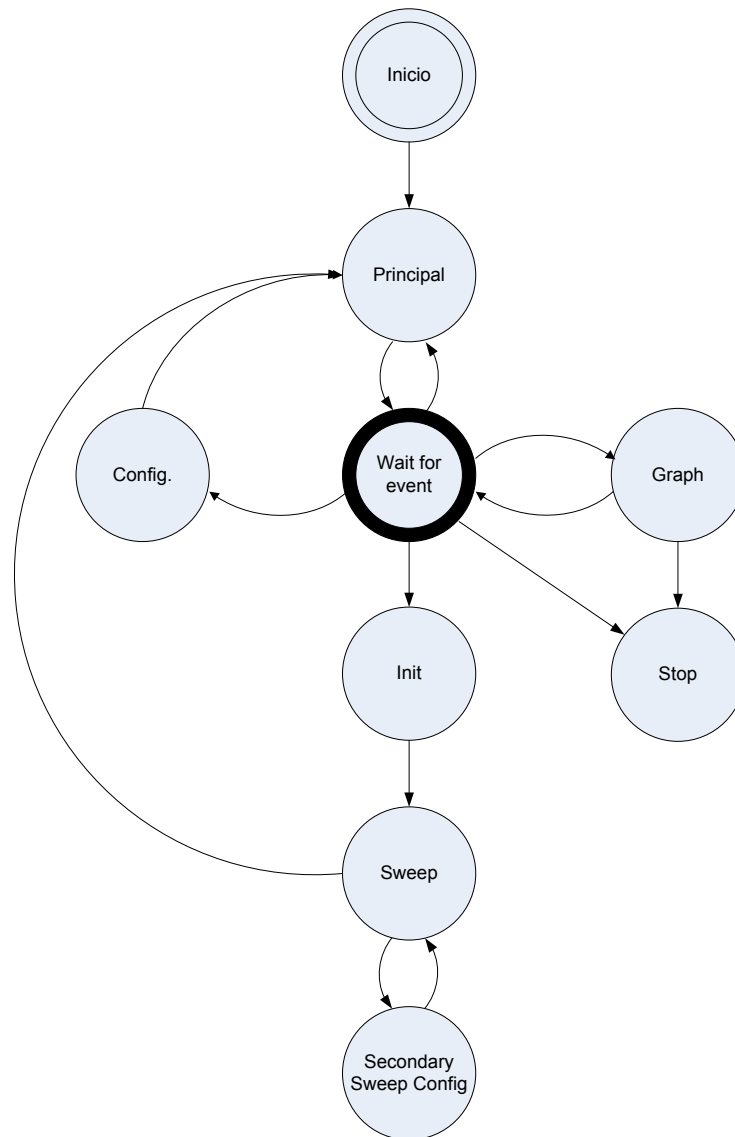 Inicio
Principal
Config.
Wait for
event
Graph
Init
Stop
Sweep
Secondary
Sweep Config